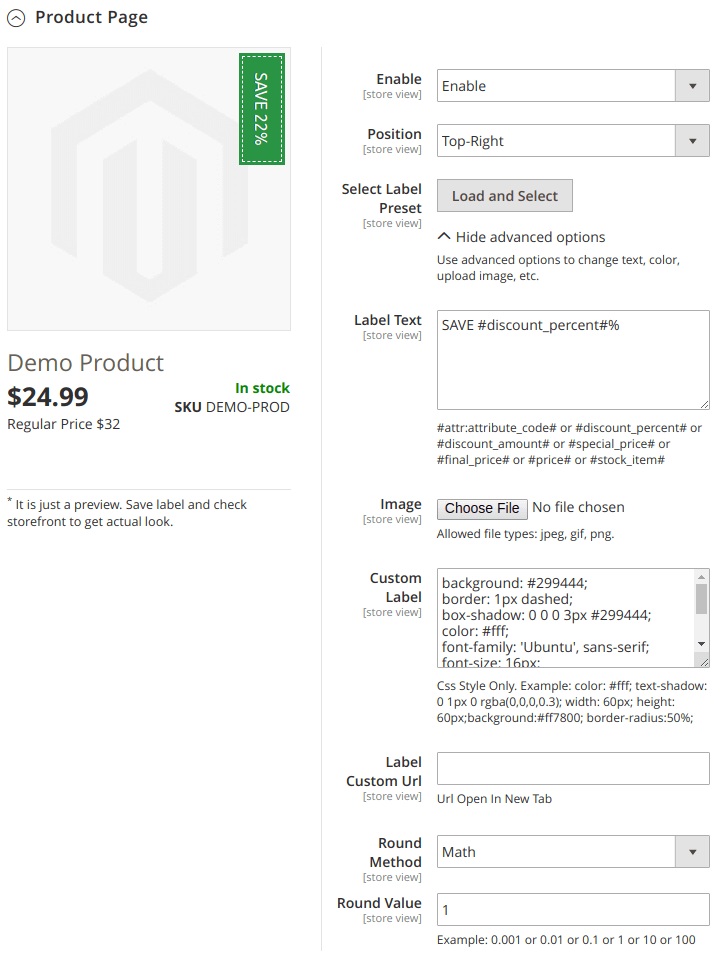 Product Page
SAVE 22%
Demo Product
$24.99
In stock
SKU DEMO-PROD
Regular Price $32
* It is just a preview. Save label and check
storefront to get actual look.
Enable
[store view]
Enable
Position
[store view]
Top-Right
Select Label
Preset
[store view]
Load and Select
Hide advanced options
Use advanced options to change text, color,
upload image, etc.
Label Text
[store view]
SAVE #discount_percent#%
#attr:attribute_code# or #discount_percent# or
#discount_amount# or #special_price# or
#final_price# or #price# or #stock_item#
Image
[store view]
Choose File No file chosen
Allowed file types: jpeg, gif, png.
Custom
Label
[store view]
background: #299444;
border: 1px dashed;
box-shadow: 0 0 0 3px #299444;
color: #fff;
font-family: 'Ubuntu', sans-serif;
font-size: 16px;
Css Style Only. Example: color: #fff; text-shadow:
0 1px 0 rgba(0,0,0,0.3); width: 60px; height:
60px;background:#ff7800; border-radius:50%;
Label
Custom Url
[store view]
Url Open In New Tab
Round
Method
[store view]
Math
Round Value
[store view]
1
Example: 0.001 or 0.01 or 0.1 or 1 or 10 or 100